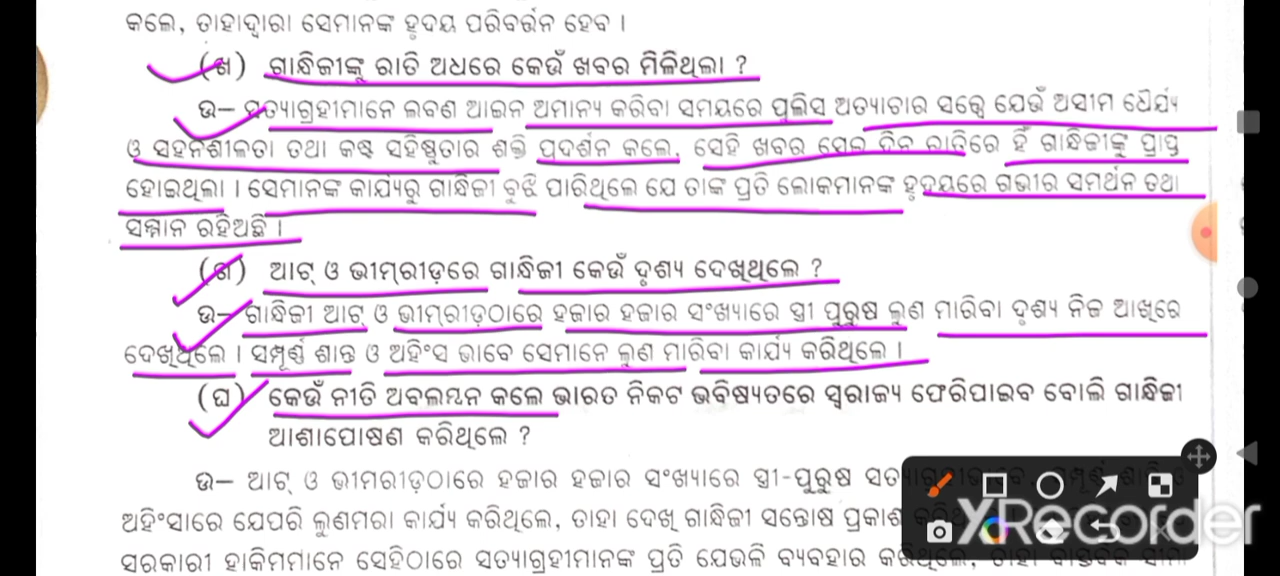 କଲେ, ତାହାଦ୍ୱାରା ସେମାନଙ୍କ ହୃଦୟ ପରିବର୍ତ୍ତନ ହେବ ।
(ଖ) ଗାନ୍ଧିଜୀଙ୍କୁ ରାତି ଅଧରେ କେଉଁ ଖବର ମିଳିଥିଲା ?
ଉ– ସତ୍ୟାଗ୍ରହୀମାନେ ଲବଣ ଆଇନ ଅମାନ୍ୟ କରିବା ସମୟରେ ପୁଲିସ ଅତ୍ୟାଚାର ସତ୍ତ୍ୱେ ଯେଉଁ ଅସୀମ ଧୈର୍ଯ୍ୟ
ଓ ସହନଶୀଳତା ତଥା କଷ୍ଟ ସହିଷ୍ଣୁତାର ଶକ୍ତି ପ୍ରଦର୍ଶନ କଲେ, ସେହି ଖବର ସେଇ ଦିନ ରାତିରେ ହିଁ ଗାନ୍ଧିଜୀଙ୍କୁ ପ୍ରାପ୍ତ
ହୋଇଥିଲା । ସେମାନଙ୍କ କାର୍ଯ୍ୟରୁ ଗାନ୍ଧିଜୀ ବୁଝି ପାରିଥିଲେ ଯେ ତାଙ୍କ ପ୍ରତି ଲୋକମାନଙ୍କ ହୃଦୟରେ ଗଭୀର ସମର୍ଥନ ତଥା
ସମ୍ମାନ ରହିଅଛି ।
(ଗ) ଆଟ୍ ଓ ଭୀମ୍‌ରୀଡ଼ରେ ଗାନ୍ଧିଜୀ କେଉଁ ଦୃଶ୍ୟ ଦେଖିଥିଲେ ?
ଉ– ଗାନ୍ଧିଜୀ ଆଟ୍ ଓ ଭୀମ୍‌ରୀଡ଼ଠାରେ ହଜାର ହଜାର ସଂଖ୍ୟାରେ ସ୍ତ୍ରୀ ପୁରୁଷ ଲୁଣ ମାରିବା ଦୃଶ୍ୟ ନିଜ ଆଖିରେ
ଦେଖିଥିଲେ । ସମ୍ପୂର୍ଣ୍ଣ ଶାନ୍ତ ଓ ଅହିଂସ ଭାବେ ସେମାନେ ଲୁଣ ମାରିବା କାର୍ଯ୍ୟ କରିଥିଲେ ।
(ଘ) କେଉଁ ନୀତି ଅବଲମ୍ବନ କଲେ ଭାରତ ନିକଟ ଭବିଷ୍ୟତରେ ସ୍ୱରାଜ୍ୟ ଫେରିପାଇବ ବୋଲି ଗାନ୍ଧିଜୀ
ଆଶାପୋଷଣ କରିଥିଲେ ?
ଉ– ଆଟ୍ ଓ ଭୀମରୀଡ଼ଠାରେ ହଜାର ହଜାର ସଂଖ୍ୟାରେ ସ୍ତ୍ରୀ-ପୁରୁଷ
ଅହିଂସାରେ ଯେପରି ଲୁଣମରା କାର୍ଯ୍ୟ କରିଥିଲେ, ତାହା ଦେଖି ଗାନ୍ଧିଜୀ ସନ୍ତୋଷ ପ୍ରକାଶ
ସରକାରୀ ହାକିମମାନେ ସେହିଠାରେ ସତ୍ୟାଗ୍ରହୀମାନଙ୍କ ପ୍ରତି ଯେଭଳି ବ୍ୟବହାର
XRecorder